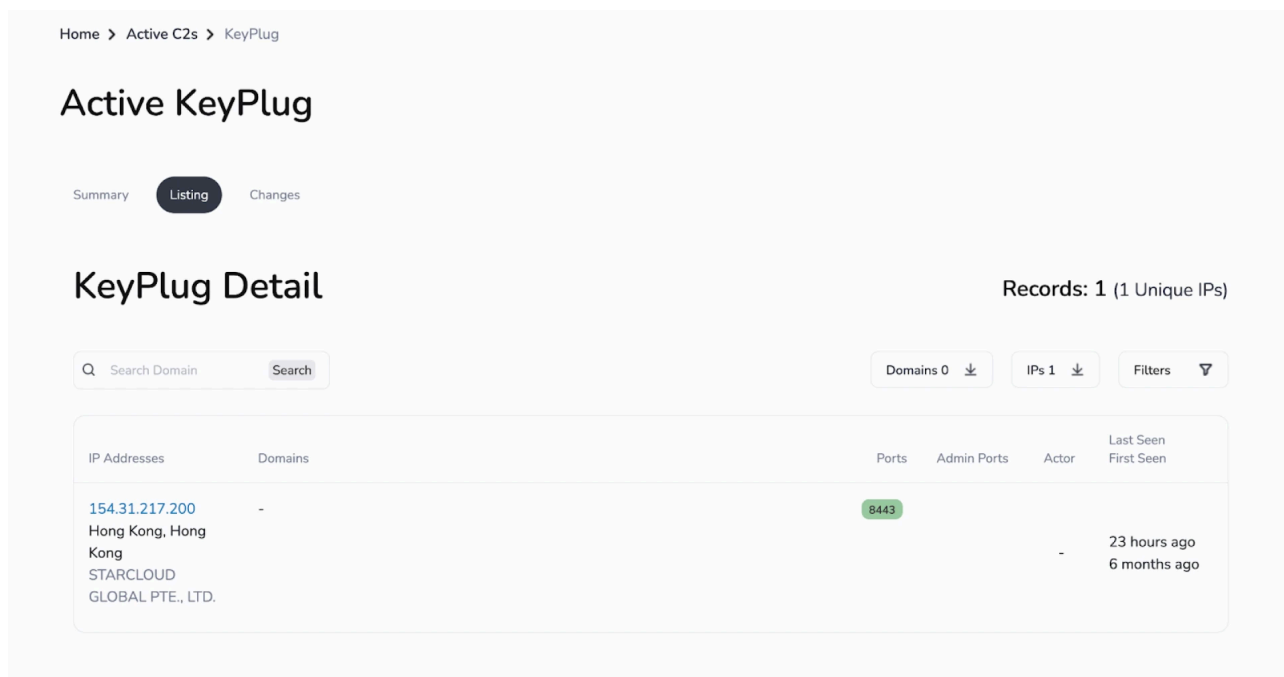 Home > Active C2s > KeyPlug
Active KeyPlug
Summary Listing Changes
KeyPlug Detail
Records: 1 (1 Unique IPs)
Search Domain Search
Domains 0 IPs 1 Filters
IP Addresses Domains Ports Admin Ports Actor Last Seen
First Seen
154.31.217.200 - 8443
Hong Kong, Hong
Kong
STARCLOUD
GLOBAL PTE., LTD.
-
23 hours ago
6 months ago